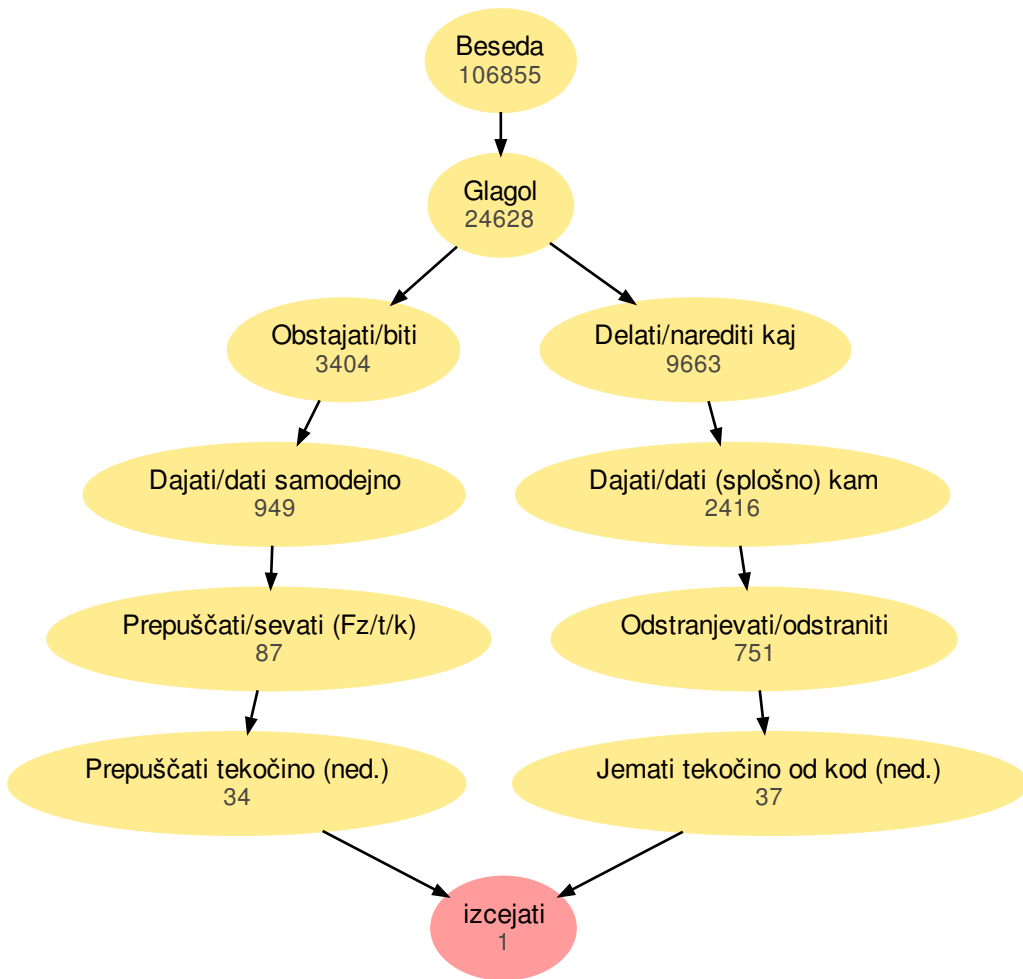 Beseda
106855
Glagol
24628
Obstajati/biti
3404
Delati/narediti kaj
9663
Dajati/dati samodejno
949
Dajati/dati (splošno) kam
2416
Prepuščati/sevati (Fz/t/k)
87
Odstranjevati/odstraniti
751
Prepuščati tekočino (ned.)
34
Jemati tekočino od kod (ned.)
37
izcejati
1